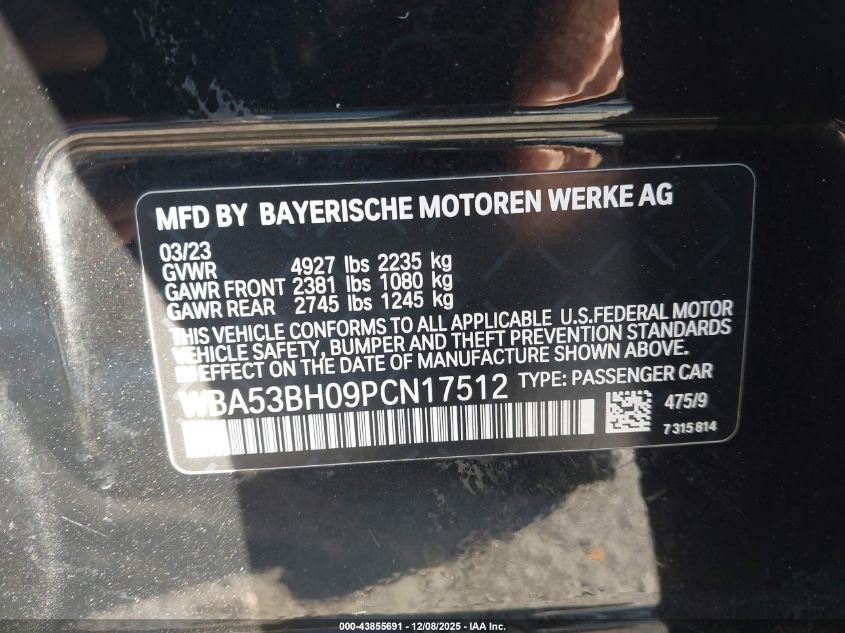 MFD BY BAYERISCHE MOTOREN WERKE AG
03/23
GVWR 4927 lbs 2235 kg
GAWR FRONT 2381 lbs 1080 kg
GAWR REAR 2745 lbs 1245 kg
THIS VEHICLE CONFORMS TO ALL APPLICABLE U.S.FEDERAL MOTOR
VEHICLE SAFETY, BUMPER AND THEFT PREVENTION STANDARDS
IN EFFECT ON THE DATE OF MANUFACTURE SHOWN ABOVE.
WBA53BH09PCN17512 TYPE: PASSENGER CAR
475/9
7315814
000-43855691 - 12/08/2025 - IAA Inc.